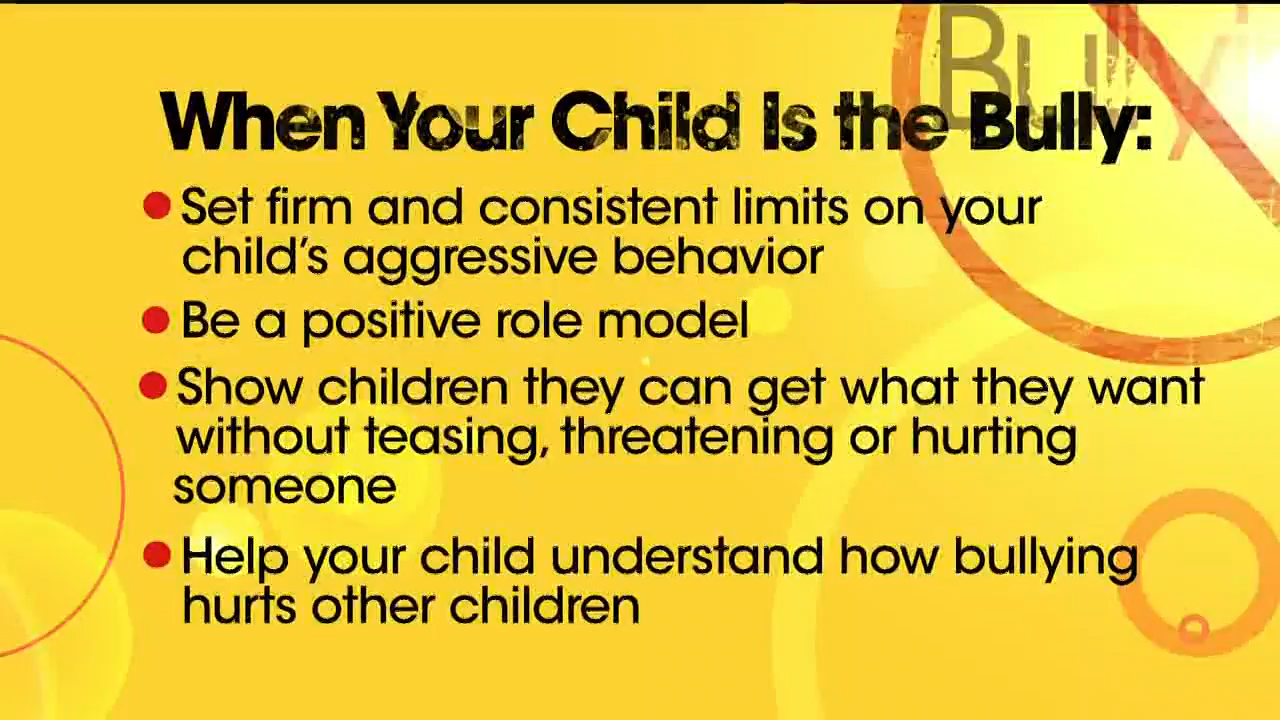 Bully
When Your Child Is the Bully:
Set firm and consistent limits on your
child's aggressive behavior
Be a positive role model
Show children they can get what they want
without teasing, threatening or hurting
someone
Help your child understand how bullying
hurts other children